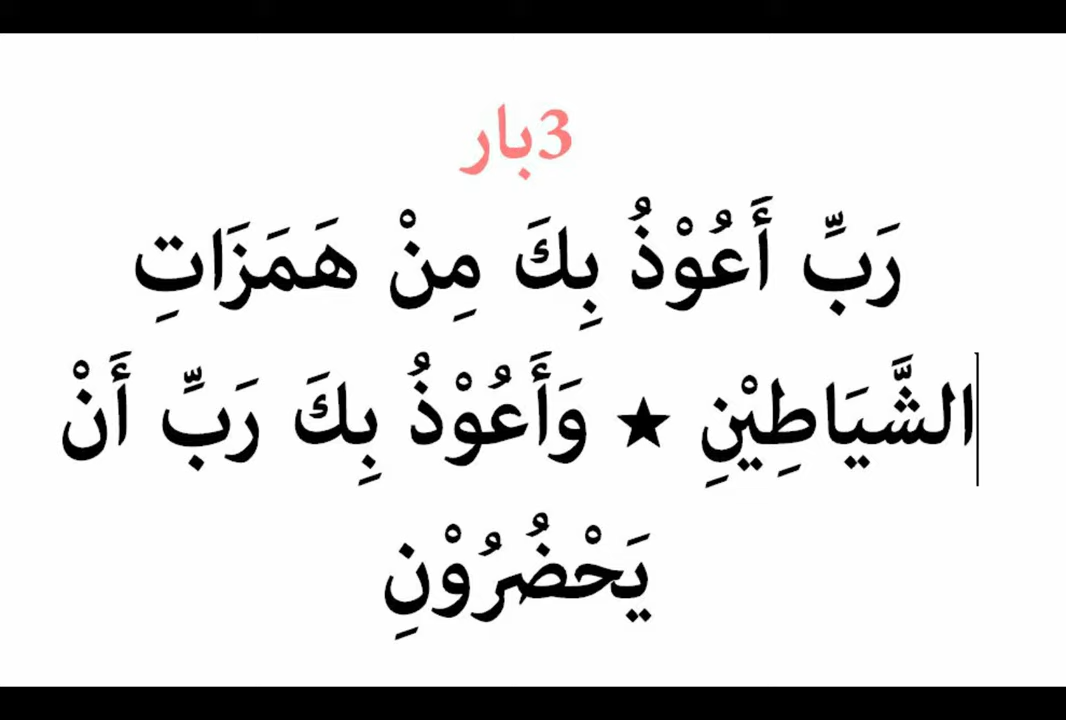 3بار
رَبِّ أَعُوْذُ بِكَ مِنْ هَمَزَاتِ
الشَّيَاطِيْنِ ★ وَأَعُوْذُ بِكَ رَبِّ أَنْ
يَحْضُرُوْنِ